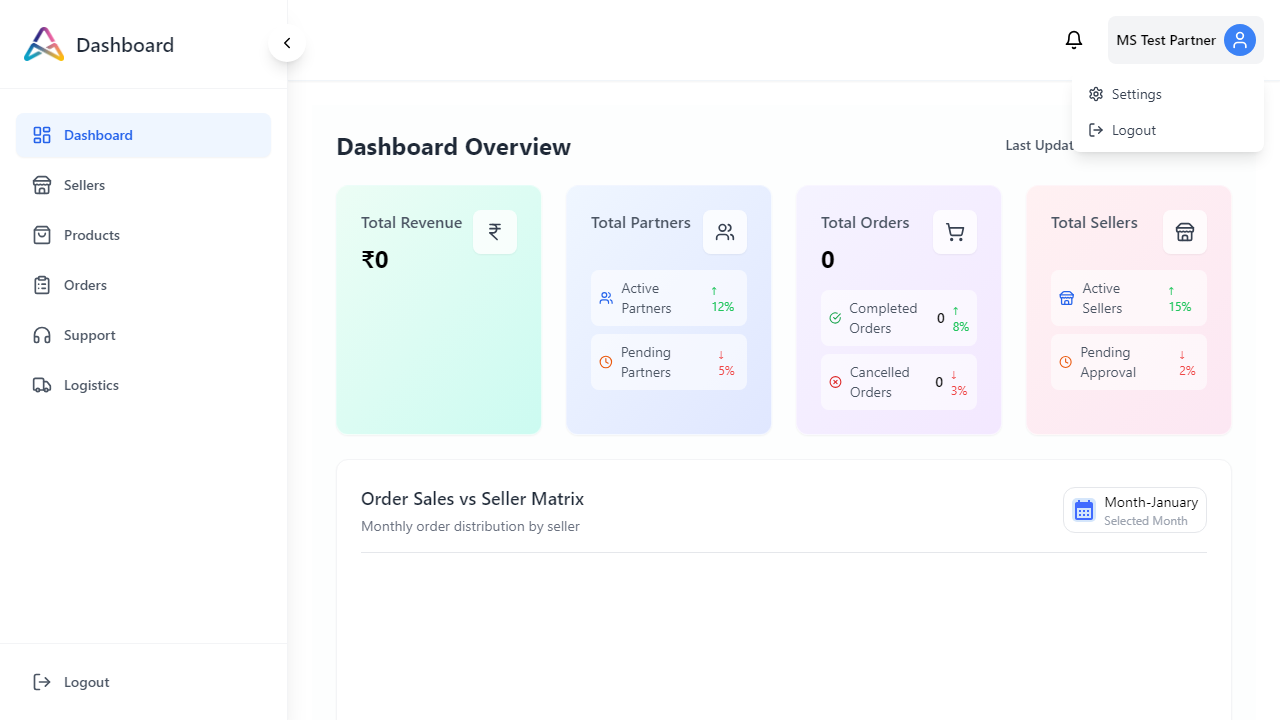 Dashboard
MS Test Partner
Settings
Logout
Dashboard
Sellers
Products
Orders
Support
Logistics
Logout
Dashboard Overview
Last Updat
Total Revenue
₹0
Total Partners
Active
Partners
↑
12%
Pending
Partners
↓
5%
Total Orders
0
Completed
Orders
0
↑
8%
Cancelled
Orders
0
↓
3%
Total Sellers
Active
Sellers
↑
15%
Pending
Approval
↓
2%
Order Sales vs Seller Matrix
Monthly order distribution by seller
Month-January
Selected Month